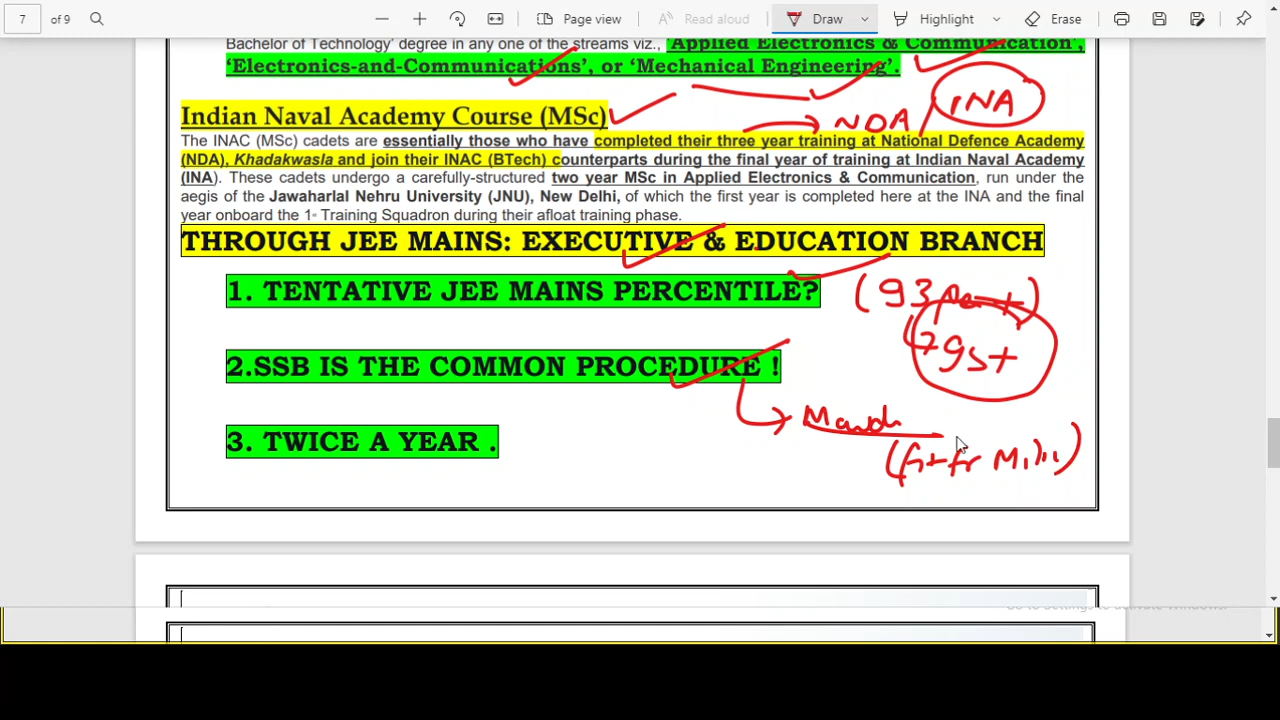 7 of 9 Page view Read aloud Draw Highlight Erase
Bachelor of Technology' degree in any one of the streams viz., 'Applied Electronics & Communication',
'Electronics-and-Communications', or 'Mechanical Engineering'.
INA
Indian Naval Academy Course (MSc)
NDA
The INAC (MSc) cadets are essentially those who have completed their three year training at National Defence Academy
(NDA), Khadakwasla and join their INAC (BTech) counterparts during the final year of training at Indian Naval Academy
(INA). These cadets undergo a carefully-structured two year MSc in Applied Electronics & Communication, run under the
aegis of the Jawaharlal Nehru University (JNU), New Delhi, of which the first year is completed here at the INA and the final
year onboard the 1st Training Squadron during their afloat training phase.
THROUGH JEE MAINS: EXECUTIVE & EDUCATION BRANCH
1. TENTATIVE JEE MAINS PERCENTILE?
(93
95+
2.SSB IS THE COMMON PROCEDURE !
3. TWICE A YEAR .